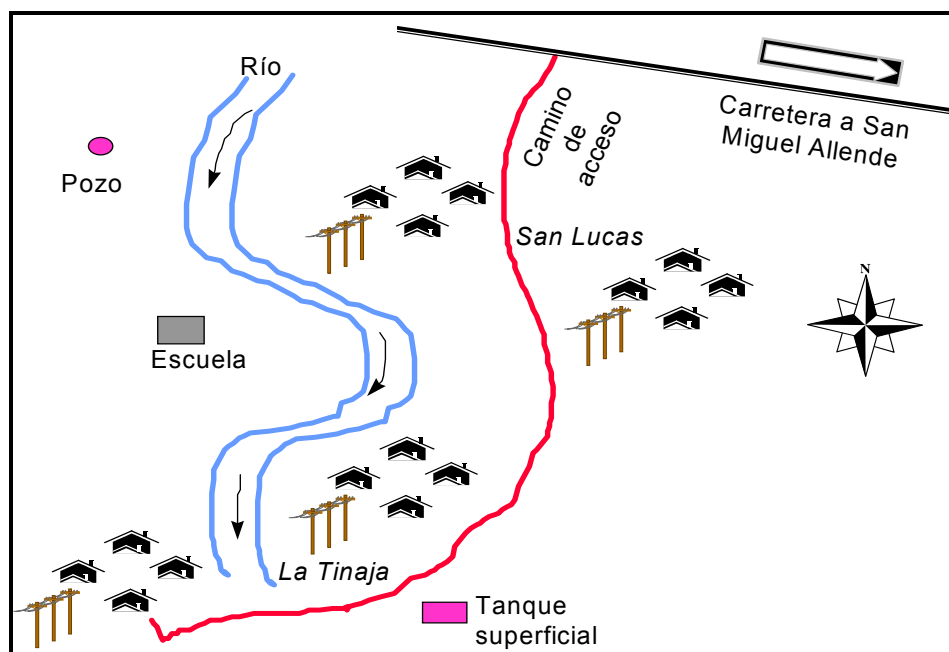 Río
Carretera a San
Miguel Allende
Camino
de
acceso
Pozo
San Lucas
N
Escuela
La Tinaja
Tanque
superficial